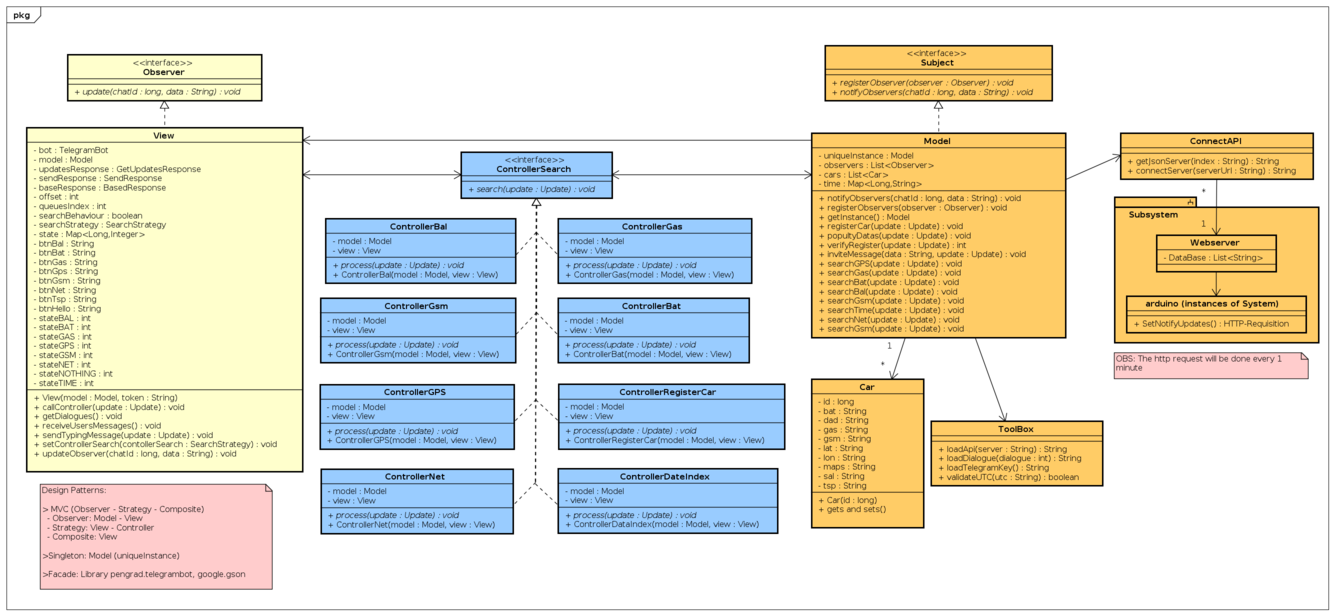 pkg
<<interface>>
Observer
+ update(chatId : long, data : String) : void
View
- bot : TelegramBot
- model : Model
- updatesResponse : GetUpdatesResponse
- sendResponse : SendResponse
- baseResponse : BasedResponse
- offset : int
- queuesIndex : int
- searchBehaviour : boolean
- searchStrategy : SearchStrategy
- state : Map<Long,Integer>
- btnBal : String
- btnBat : String
- btnGas : String
- btnGps : String
- btnGsm : String
- btnNet : String
- btnTsp : String
- btnHello : String
- stateBAL : int
- stateBAT : int
- stateGAS : int
- stateGPS : int
- stateGSM : int
- stateNET : int
- stateNOTHING : int
- stateTIME : int
+ View(model : Model, token : String)
+ callController(update : Update) : void
+ getDialogues() : void
+ receiveUsersMessages() : void
+ sendTypingMessage(update : Update) : void
+ setControllerSearch(contollerSearch : SearchStrategy) : void
+ updateObserver(chatId : long, data : String) : void
Design Patterns:
> MVC (Observer - Strategy - Composite)
- Observer: Model - View
- Strategy: View - Controller
- Composite: View
>Singleton: Model (uniqueInstance)
>Facade: Library pengrad.telegrambot, google.gson
<<interface>>
ControllerSearch
+ search(update : Update) : void
ControllerBal
- model : Model
- view : View
+ process(update : Update) : void
+ ControllerBal(model : Model, view : View)
ControllerGas
- model : Model
- view : View
+ process(update : Update) : void
+ ControllerGas(model : Model, view : View)
ControllerGsm
- model : Model
- view : View
+ process(update : Update) : void
+ ControllerGsm(model : Model, view : View)
ControllerBat
- model : Model
- view : View
+ process(update : Update) : void
+ ControllerBat(model : Model, view : View)
ControllerGPS
- model : Model
- view : View
+ process(update : Update) : void
+ ControllerGPS(model : Model, view : View)
ControllerRegisterCar
- model : Model
- view : View
+ process(update : Update) : void
+ ControllerRegisterCar(model : Model, view : View)
ControllerNet
- model : Model
- view : View
+ process(update : Update) : void
+ ControllerNet(model : Model, view : View)
ControllerDateIndex
- model : Model
- view : View
+ process(update : Update) : void
+ ControllerDataIndex(model : Model, view : View)
<<interface>>
Subject
+ registerObserver(observer : Observer) : void
+ notifyObservers(chatId : long, data : String) : void
Model
- uniqueInstance : Model
- observers : List<Observer>
- cars : List<Car>
- time : Map<Long,String>
+ notifyObservers(chatId : long, data : String) : void
+ registerObservers(observer : Observer) : void
+ getInstance() : Model
+ registerCar(update : Update) : void
+ popultyDatas(update : Update) : void
+ verifyRegister(update : Update) : int
+ inviteMessage(data : String, update : Update) : void
+ searchGPS(update : Update) : void
+ searchGas(update : Update) : void
+ searchBat(update : Update) : void
+ searchBal(update : Update) : void
+ searchGsm(update : Update) : void
+ searchTime(update : Update) : void
+ searchNet(update : Update) : void
+ searchGsm(update : Update) : void
1
*
Car
- id : long
- bat : String
- dad : String
- gas : String
- gsm : String
- lat : String
- lon : String
- maps : String
- sal : String
- tsp : String
+ Car(id : long)
+ gets and sets()
ToolBox
+ loadApi(server : String) : String
+ loadDialogue(dialogue : int) : String
+ loadTelegramKey() : String
+ validateUTC(utc : String) : boolean
ConnectAPI
+ getJsonServer(index : String) : String
+ connectServer(serverUrl : String) : String
*
1
Subsystem
Webserver
- DataBase : List<String>
arduino (instances of System)
+ SetNotifyUpdates() : HTTP-Requisition
OBS: The http request will be done every 1
minute